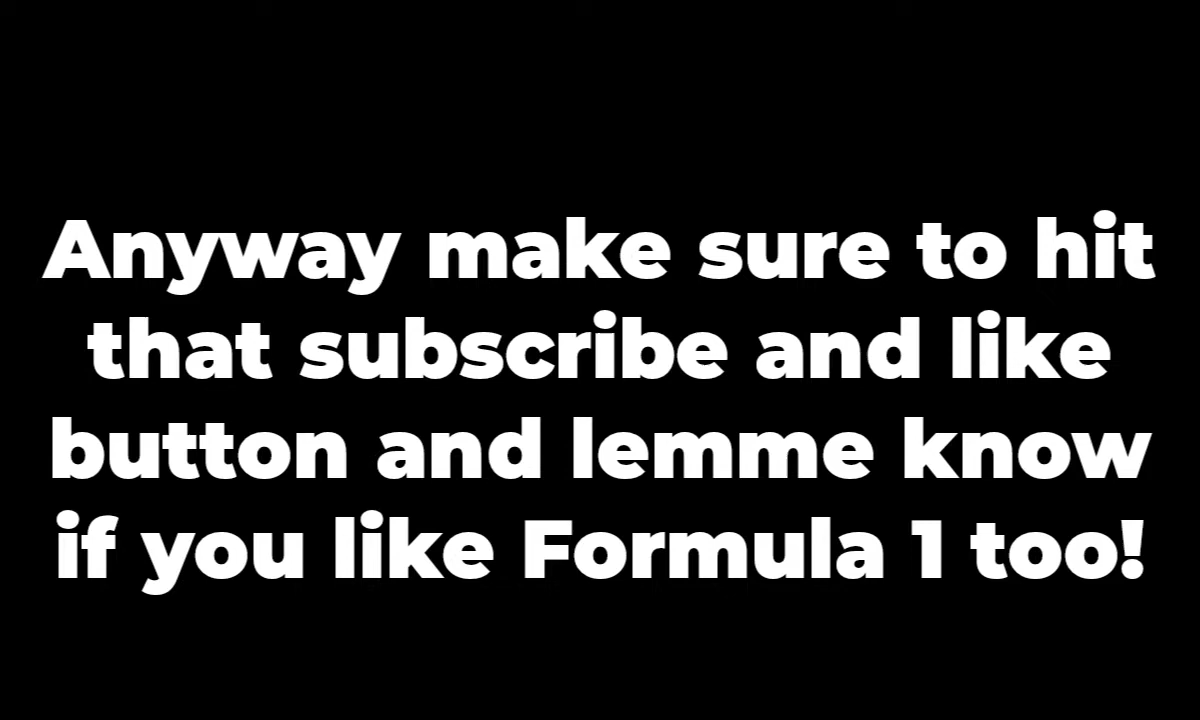 Anyway make sure to hit
that subscribe and like
button and lemme know
if you like Formula 1 too!